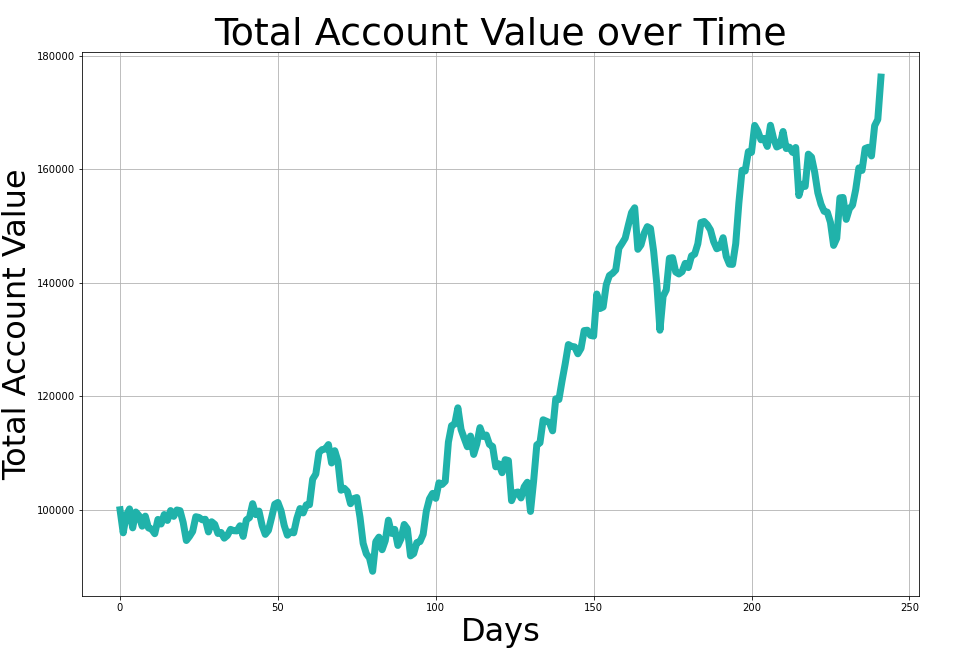 Total Account Value over Time
Total Account Value
180000
160000
140000
120000
100000
0 50 100 150 200 250
Days